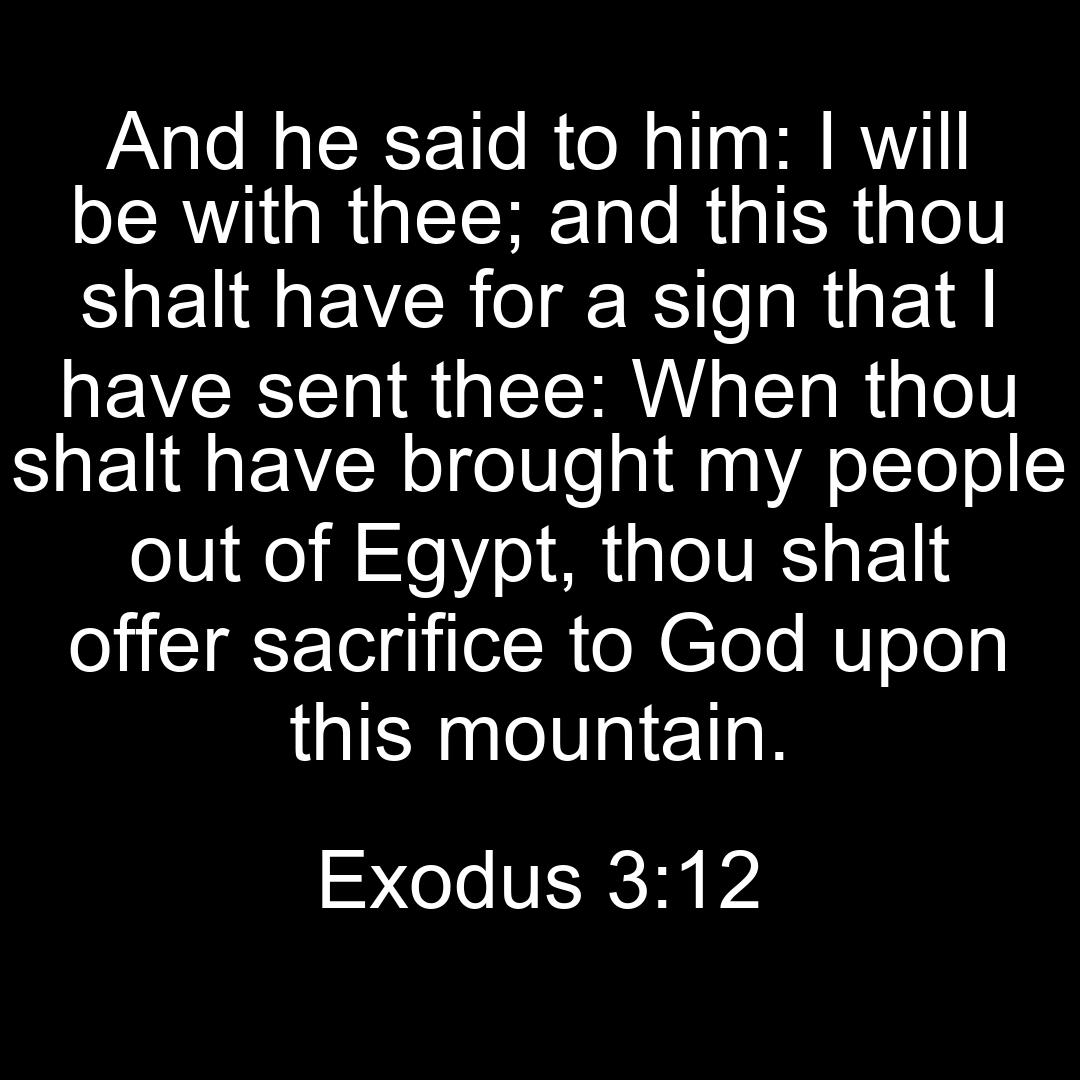 And he said to him: I will
be with thee; and this thou
shalt have for a sign that I
have sent thee: When thou
shalt have brought my people
out of Egypt, thou shalt
offer sacrifice to God upon
this mountain.
Exodus 3:12